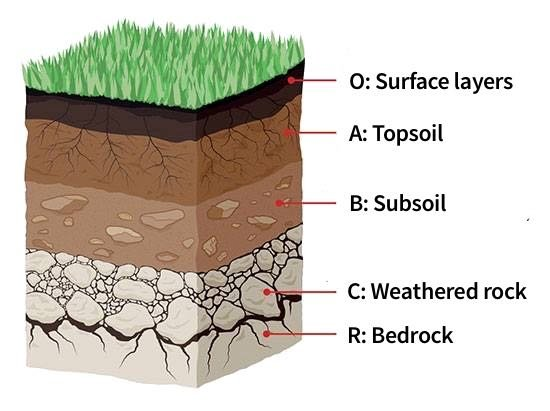 O: Surface layers
A: Topsoil
B: Subsoil
C: Weathered rock
R: Bedrock